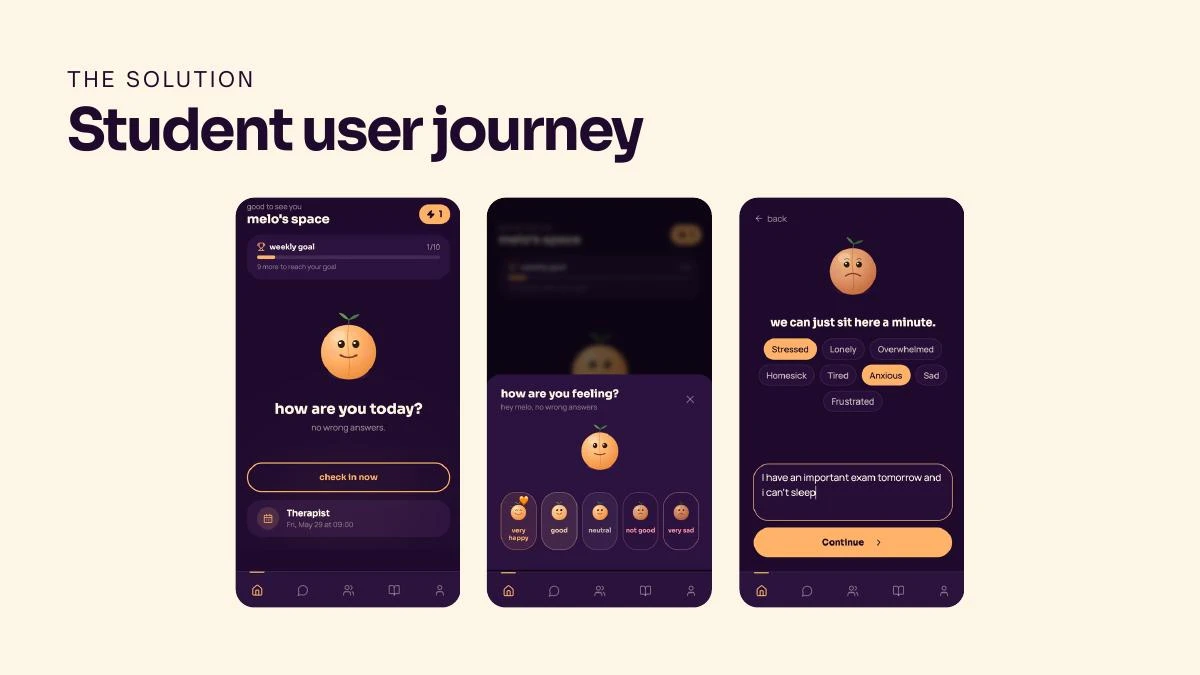 THE SOLUTION
Student user journey
good to see you
melo's space
1
weekly goal
1/10
9 more to reach your goal
how are you today?
no wrong answers.
check in now
Therapist
Fri, May 29 at 09:00
melo's space
weekly goal
how are you feeling?
hey melo, no wrong answers
very
happy
good
neutral
not good
very sad
back
we can just sit here a minute.
Stressed
Lonely
Overwhelmed
Homesick
Tired
Anxious
Sad
Frustrated
I have an important exam tomorrow and
i can't sleep
Continue